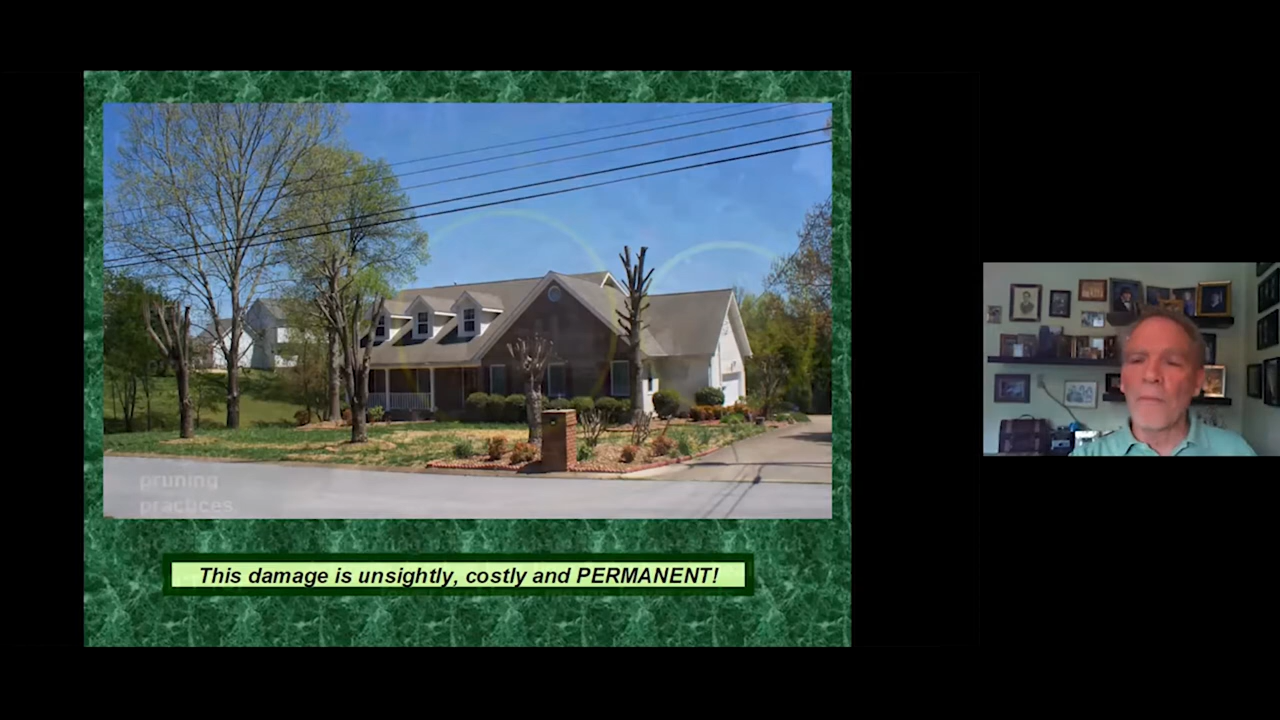 pruning
practices
This damage is unsightly, costly and PERMANENT!